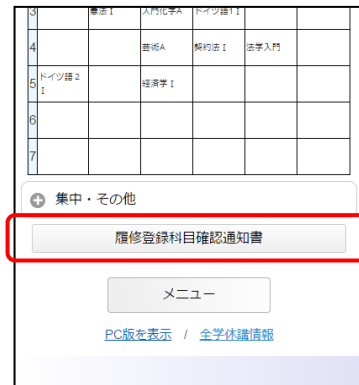 3 憲法Ⅰ 入門化学A ドイツ語1Ⅰ
4 芸術A 契約法Ⅰ 法学入門
5 ドイツ語2Ⅰ 経済学Ⅰ
6
7
集中・その他
履修登録科目確認通知書
メニュー
PC版を表示 / 全学休講情報